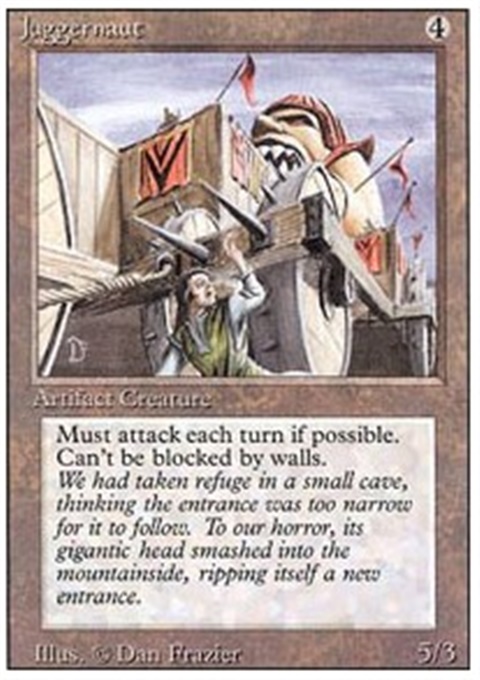 Juggernaut 4
Artifact Creature
Must attack each turn if possible.
Can't be blocked by walls.
We had taken refuge in a small cave,
thinking the entrance was too narrow
for it to follow. To our horror, its
gigantic head smashed into the
mountainside, ripping itself a new
entrance.
Illus. © Dan Frazier 5/3